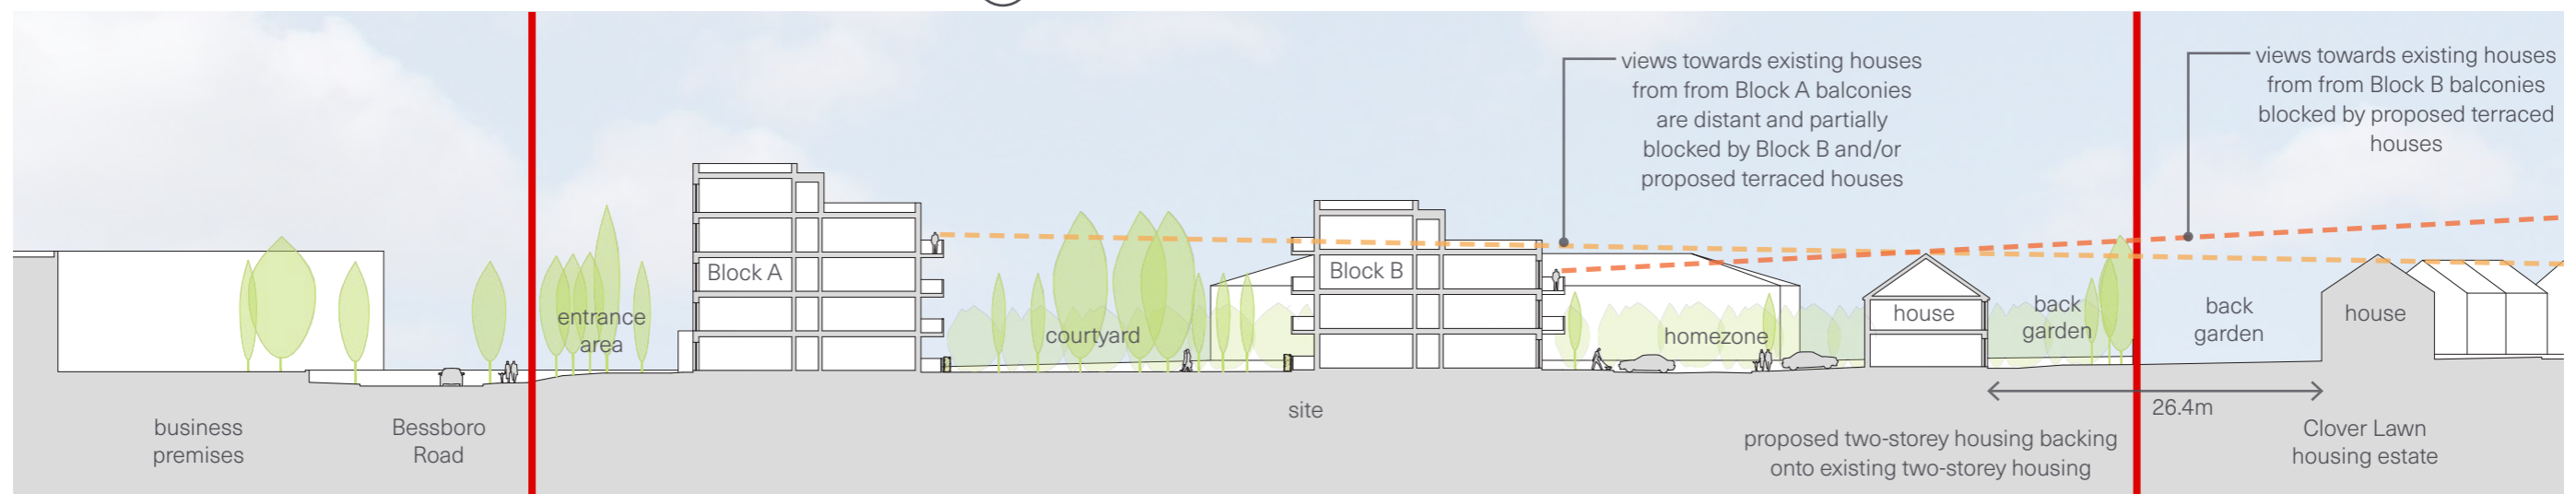 views towards existing houses
from from Block A balconies
are distant and partially
blocked by Block B and/or
proposed terraced houses
views towards existing houses
from from Block B balconies
blocked by proposed terraced
houses
Block A
Block B
entrance
area
courtyard
homezone
house
back
garden
back
garden
house
business
premises
Bessboro
Road
site
26.4m
proposed two-storey housing backing
onto existing two-storey housing
Clover Lawn
housing estate